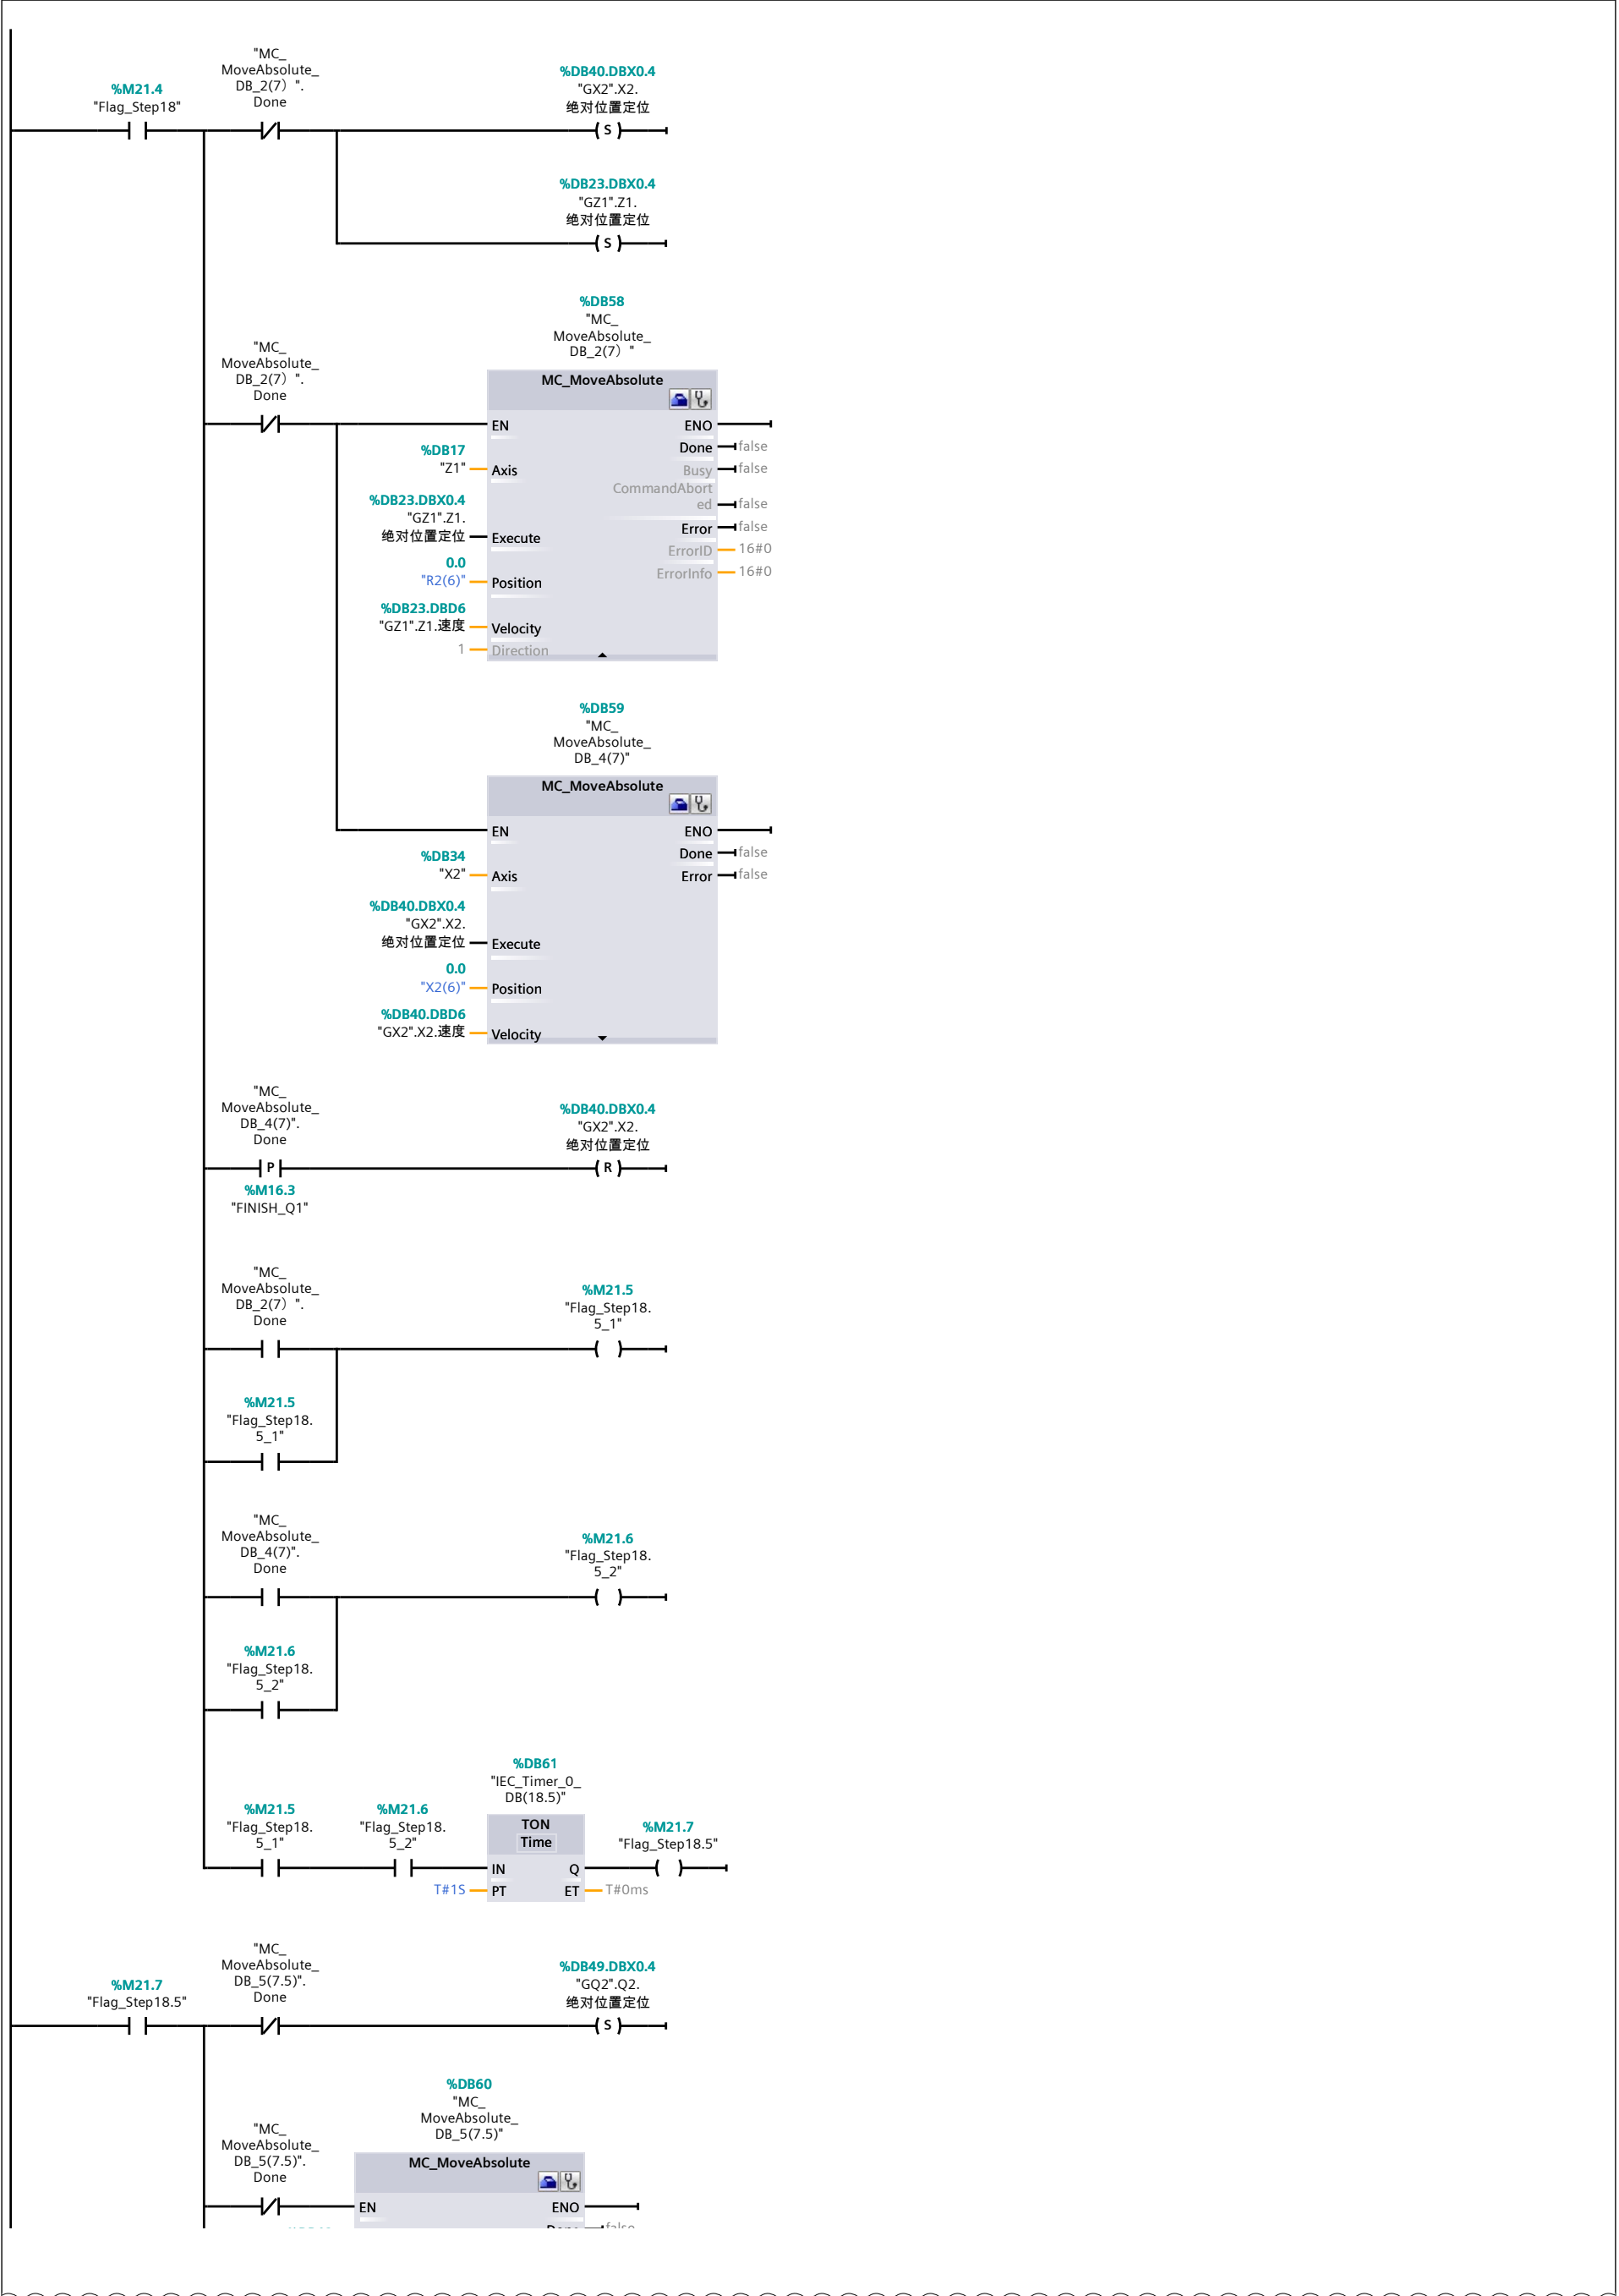 "MC_
MoveAbsolute_
DB_2(7）".
Done
%M21.4
"Flag_Step18"
%DB40.DBX0.4
"GX2".X2.
绝对位置定位
S
%DB23.DBX0.4
"GZ1".Z1.
绝对位置定位
S
%DB58
"MC_
MoveAbsolute_
DB_2(7）"
"MC_
MoveAbsolute_
DB_2(7）".
Done
MC_MoveAbsolute
EN
ENO
Done
false
%DB17
"Z1"
Axis
Busy
false
CommandAbort
ed
false
%DB23.DBX0.4
"GZ1".Z1.
绝对位置定位
Execute
Error
false
ErrorID
16#0
0.0
"R2(6)"
Position
ErrorInfo
16#0
%DB23.DBD6
"GZ1".Z1.速度
Velocity
1
Direction
%DB59
"MC_
MoveAbsolute_
DB_4(7)"
MC_MoveAbsolute
EN
ENO
Done
false
%DB34
"X2"
Axis
Error
false
%DB40.DBX0.4
"GX2".X2.
绝对位置定位
Execute
0.0
"X2(6)"
Position
%DB40.DBD6
"GX2".X2.速度
Velocity
"MC_
MoveAbsolute_
DB_4(7)".
Done
P
%M16.3
"FINISH_Q1"
%DB40.DBX0.4
"GX2".X2.
绝对位置定位
R
"MC_
MoveAbsolute_
DB_2(7）".
Done
%M21.5
"Flag_Step18.
5_1"
%M21.5
"Flag_Step18.
5_1"
"MC_
MoveAbsolute_
DB_4(7)".
Done
%M21.6
"Flag_Step18.
5_2"
%M21.6
"Flag_Step18.
5_2"
%DB61
"IEC_Timer_0_
DB(18.5)"
%M21.5
"Flag_Step18.
5_1"
%M21.6
"Flag_Step18.
5_2"
TON
Time
IN
Q
T#1S
PT
ET
T#0ms
%M21.7
"Flag_Step18.5"
"MC_
MoveAbsolute_
DB_5(7.5)".
Done
%M21.7
"Flag_Step18.5"
%DB49.DBX0.4
"GQ2".Q2.
绝对位置定位
S
%DB60
"MC_
MoveAbsolute_
DB_5(7.5)"
"MC_
MoveAbsolute_
DB_5(7.5)".
Done
MC_MoveAbsolute
EN
ENO